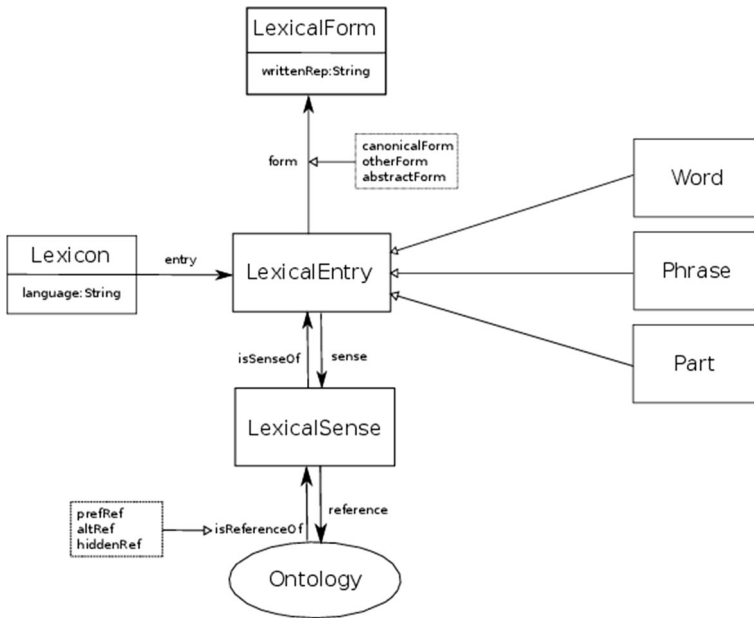 LexicalForm
writtenRep:String
form
canonicalForm
otherForm
abstractForm
Word
Lexicon
language:String
entry
LexicalEntry
Phrase
Part
isSenseOf
sense
LexicalSense
prefRef
altRef
hiddenRef
isReferenceOf
reference
Ontology